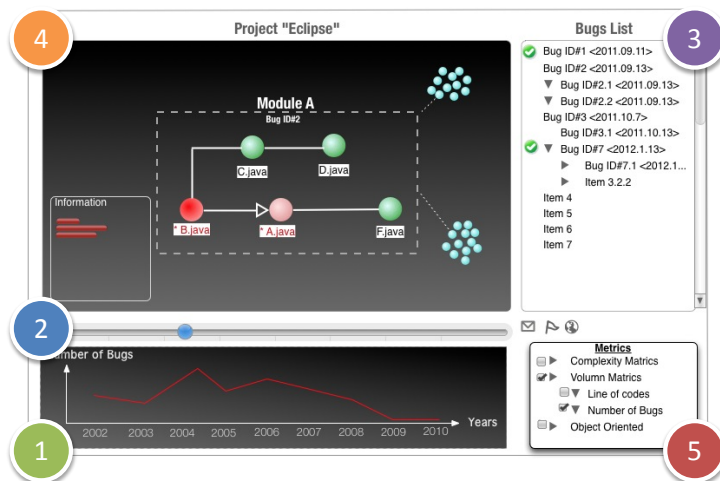 4
Project "Eclipse"
Bugs List
3
Module A
Bug ID#2
C.java
D.java
* B.java
* A.java
F.java
Information
Bug ID#1 <2011.09.11>
Bug ID#2 <2011.09.13>
Bug ID#2.1 <2011.09.13>
Bug ID#2.2 <2011.09.13>
Bug ID#3 <2011.10.7>
Bug ID#3.1 <2011.10.13>
Bug ID#7 <2012.1.13>
Bug ID#7.1 <2012.1...
Item 3.2.2
Item 4
Item 5
Item 6
Item 7
2
umber of Bugs
Years
2002 2003 2004 2005 2006 2007 2008 2009 2010
1
Metrics
Complexity Matrics
Volumn Matrics
Line of codes
Number of Bugs
Object Oriented
5